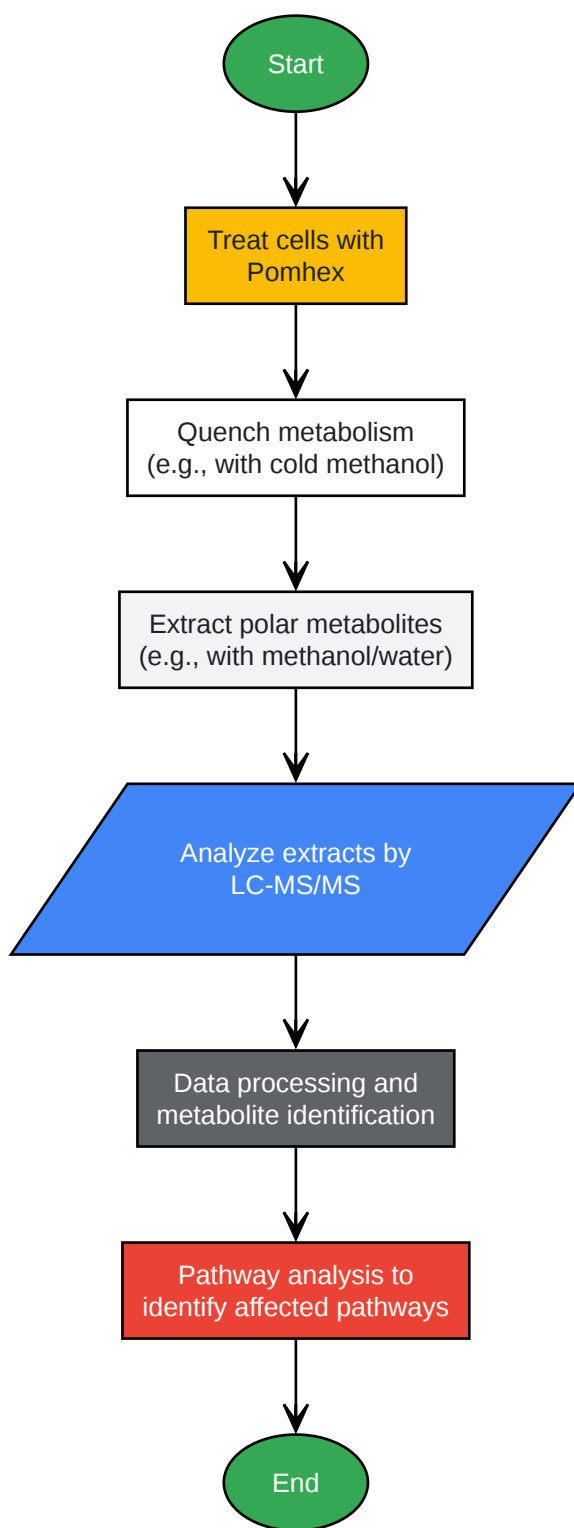 Start
Treat cells with
Pomhex
Quench metabolism
(e.g., with cold methanol)
Extract polar metabolites
(e.g., with methanol/water)
Analyze extracts by
LC-MS/MS
Data processing and
metabolite identification
Pathway analysis to
identify affected pathways
End